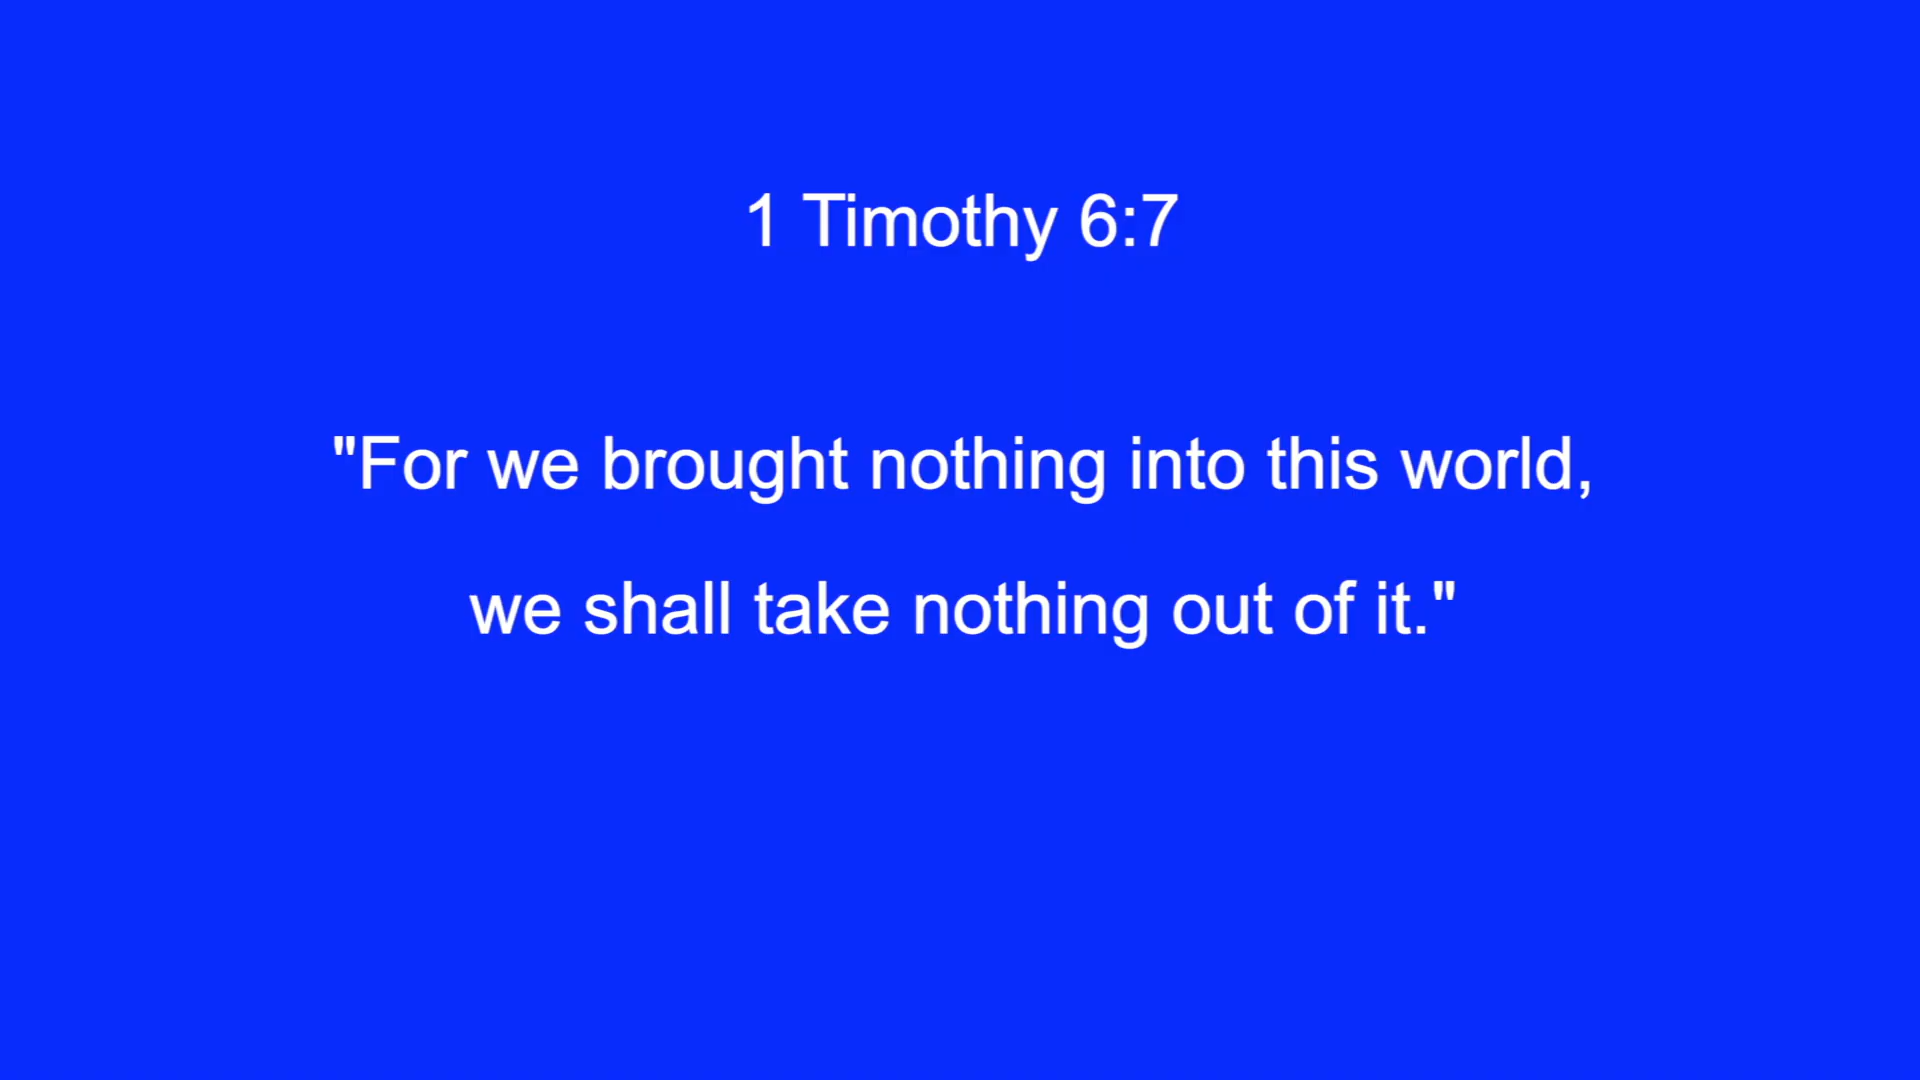 1 Timothy 6:7
"For we brought nothing into this world,
we shall take nothing out of it."